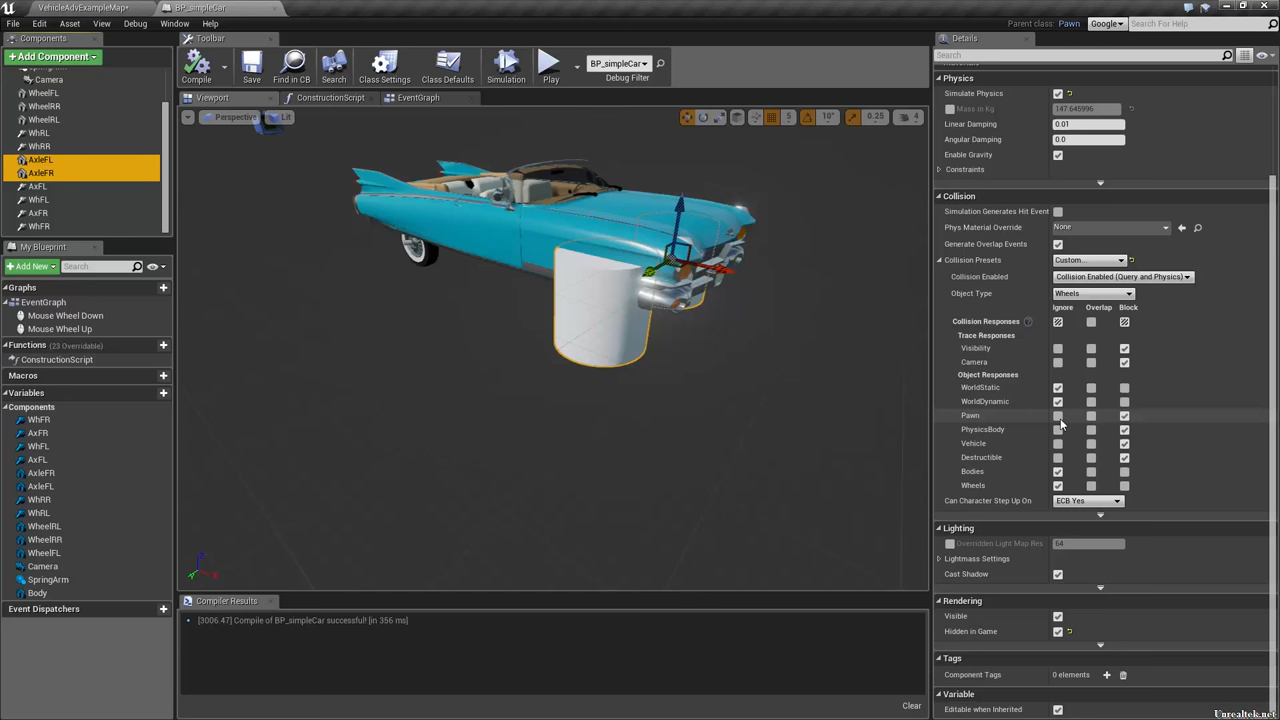 VehicleAdvExampleMap*
BP_simpleCar
File Edit Asset View Debug Window Help
Parent class: Pawn
Google
Search For Help
Components
Toolbar
Details
Add Component
Camera
WheelFL
WheelRR
WheelRL
WhRL
WhRR
AxleFL
AxleFR
AxFL
WhFL
AxFR
WhFR
My Blueprint
Add New
Search
Graphs
EventGraph
Mouse Wheel Down
Mouse Wheel Up
Functions (23 Overridable)
ConstructionScript
Macros
Variables
Components
WhFR
AxFR
WhFL
AxFL
AxleFR
AxleFL
WhRR
WhRL
WheelRL
WheelRR
WheelFL
Camera
SpringArm
Body
Event Dispatchers
Compile
Save
Find in CB
Search
Class Settings
Class Defaults
Simulation
Play
BP_simpleCar
Debug Filter
Viewport
ConstructionScript
EventGraph
Perspective
Lit
5
10°
0.25
4
Compiler Results
[3006.47] Compile of BP_simpleCar successful! [in 356 ms]
Clear
Search
Physics
Simulate Physics
Mass in Kg 147.645996
Linear Damping 0.01
Angular Damping 0.0
Enable Gravity
Constraints
Collision
Simulation Generates Hit Event
Phys Material Override None
Generate Overlap Events
Collision Presets Custom...
Collision Enabled Collision Enabled (Query and Physics)
Object Type Wheels
Ignore Overlap Block
Collision Responses
Trace Responses
Visibility
Camera
Object Responses
WorldStatic
WorldDynamic
Pawn
PhysicsBody
Vehicle
Destructible
Bodies
Wheels
Can Character Step Up On ECB Yes
Lighting
Overridden Light Map Res 64
Lightmass Settings
Cast Shadow
Rendering
Visible
Hidden in Game
Tags
Component Tags 0 elements
Variable
Editable when Inherited
Unrealtek.net